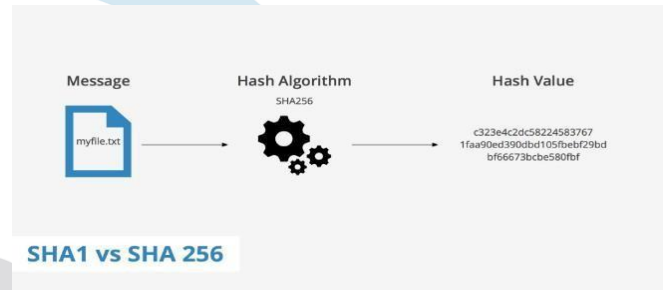 Message
Hash Algorithm
Hash Value
SHA256
myfile.txt
c323e4c2dc58224583767
1faa90ed390dbd105fbebf29bd
bf66673bcbe580fbf
SHA1 vs SHA 256